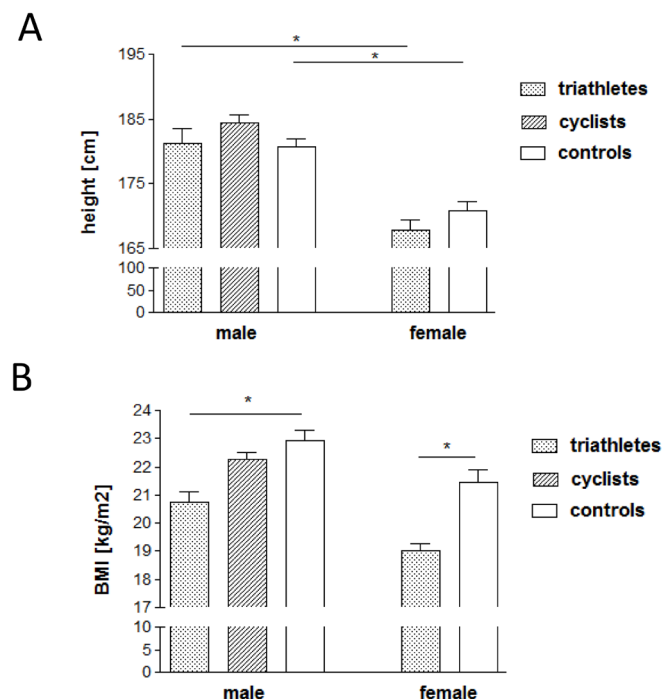 A
*
*
195
185
175
165
100
50
0
height [cm]
male
female
triathletes
cyclists
controls
B
*
*
24
23
22
21
20
19
18
17
10
5
0
BMI [kg/m2]
male
female
triathletes
cyclists
controls